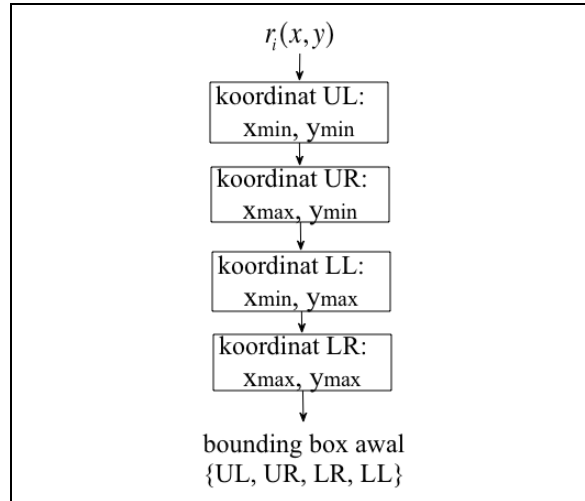 rᵢ(x, y)
koordinat UL:
xmin, ymin
koordinat UR:
xmax, ymin
koordinat LL:
xmin, ymax
koordinat LR:
xmax, ymax
bounding box awal
{UL, UR, LR, LL}